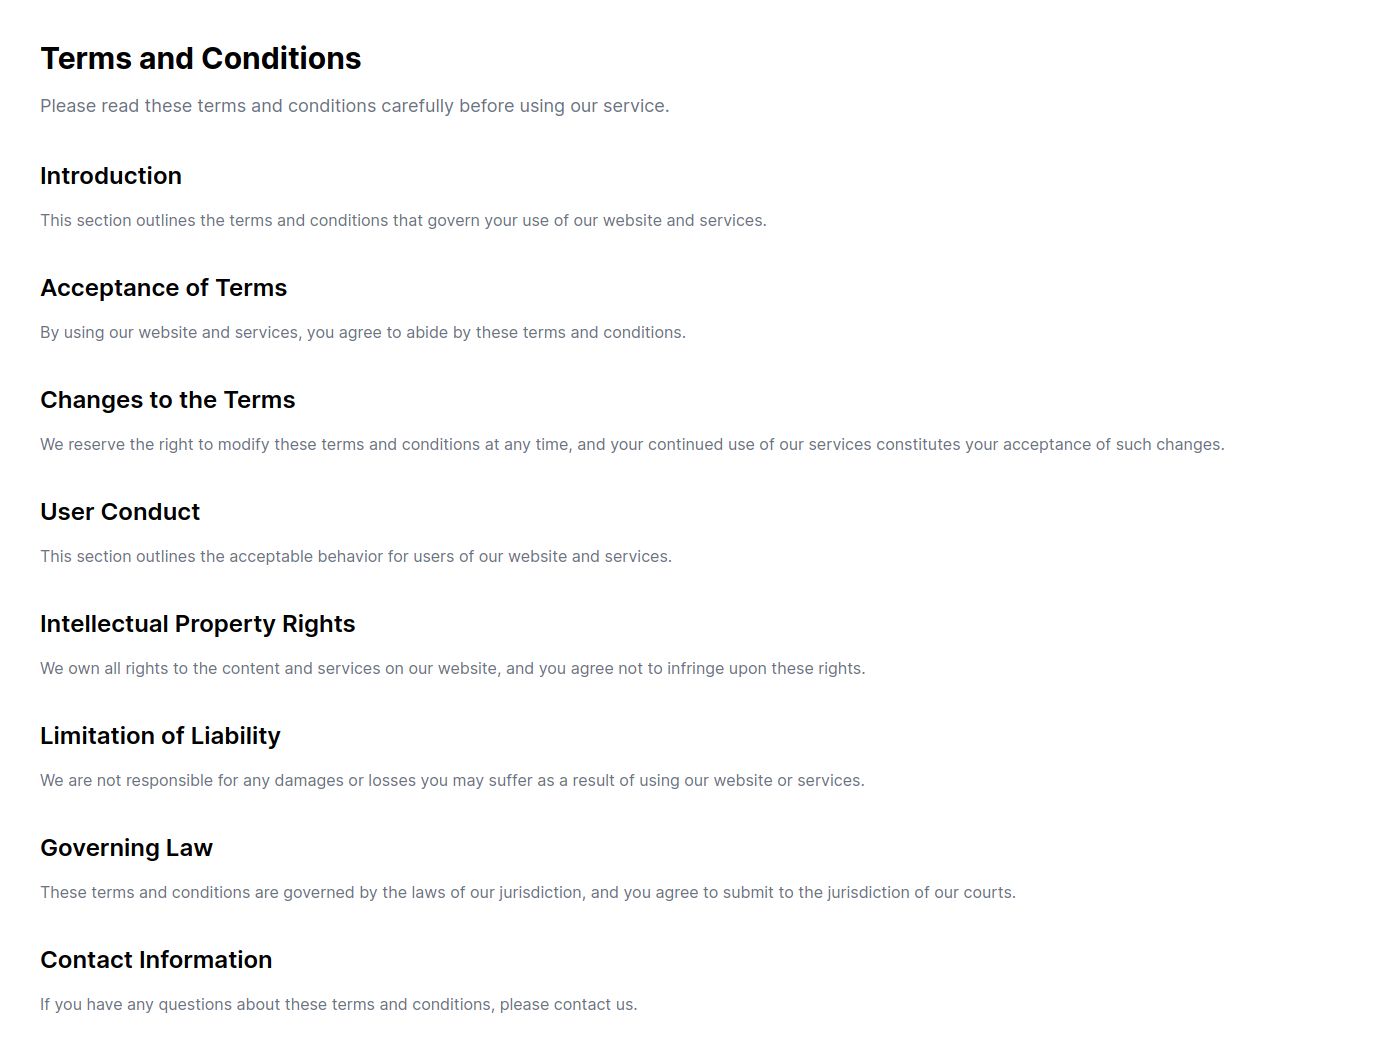 Terms and Conditions
Please read these terms and conditions carefully before using our service.
Introduction
This section outlines the terms and conditions that govern your use of our website and services.
Acceptance of Terms
By using our website and services, you agree to abide by these terms and conditions.
Changes to the Terms
We reserve the right to modify these terms and conditions at any time, and your continued use of our services constitutes your acceptance of such changes.
User Conduct
This section outlines the acceptable behavior for users of our website and services.
Intellectual Property Rights
We own all rights to the content and services on our website, and you agree not to infringe upon these rights.
Limitation of Liability
We are not responsible for any damages or losses you may suffer as a result of using our website or services.
Governing Law
These terms and conditions are governed by the laws of our jurisdiction, and you agree to submit to the jurisdiction of our courts.
Contact Information
If you have any questions about these terms and conditions, please contact us.